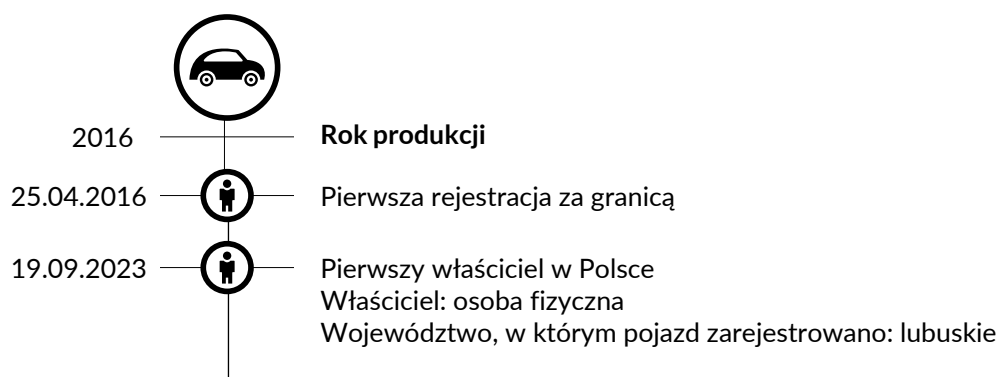 2016 Rok produkcji
25.04.2016 Pierwsza rejestracja za granicą
19.09.2023 Pierwszy właściciel w Polsce
Właściciel: osoba fizyczna
Województwo, w którym pojazd zarejestrowano: lubuskie